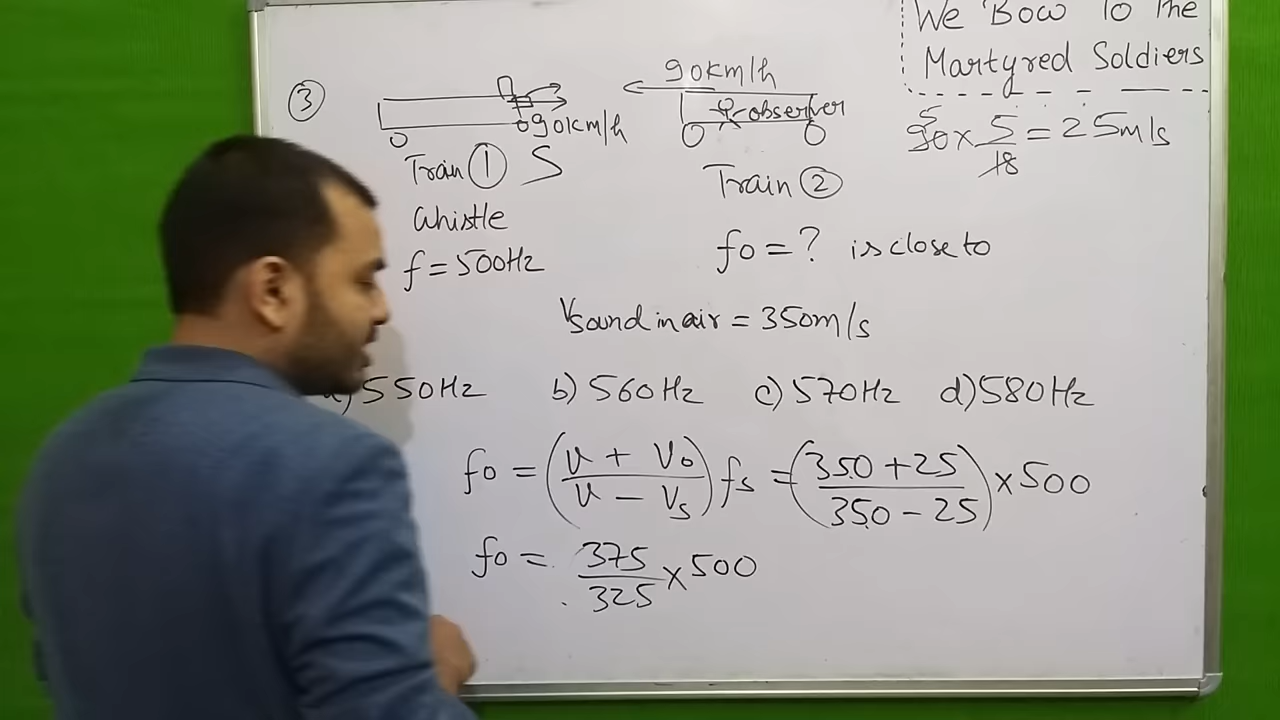 We Bow To The
Martyred Soldiers
3
90km/h
90km/h
observer
Train 1 S
Train 2
5
90 × 5/18 = 25m/s
Whistle
f = 500Hz
fo = ? is close to
Vsound in air = 350m/s
a) 550Hz b) 560Hz c) 570Hz d) 580Hz
fo = (v + vo / v - vs) fs = (350 + 25 / 350 - 25) × 500
fo = 375/325 × 500